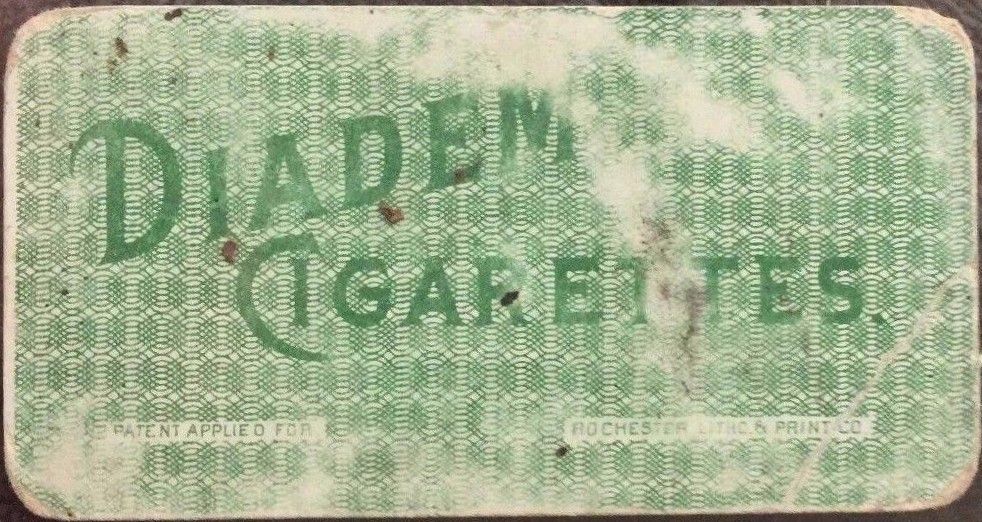 DIADEM
CIGARETTES.
PATENT APPLIED FOR
ROCHESTER LITHO & PRINT CO